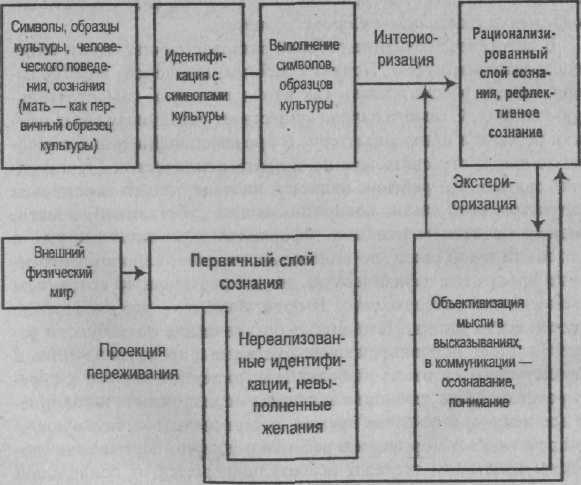 Символы, образцы
культуры, челове-
ческого поведе-
ния, сознания
(мать — как пер-
вичный образец
культуры)
Идентифи-
кация с
символами
культуры
Выполнение
символов,
образцов
культуры
Интерио-
ризация
Рационализи-
рованный
слой созна-
ния, рефлек-
тивное
сознание
Экстери-
оризация
Внешний
физический
мир
Первичный слой
сознания
Проекция
переживания
Нереализован-
ные идентифи-
кации, невы-
полненные
желания
Объективизация
мысли в
высказываниях,
в коммуникации —
осознавание,
понимание